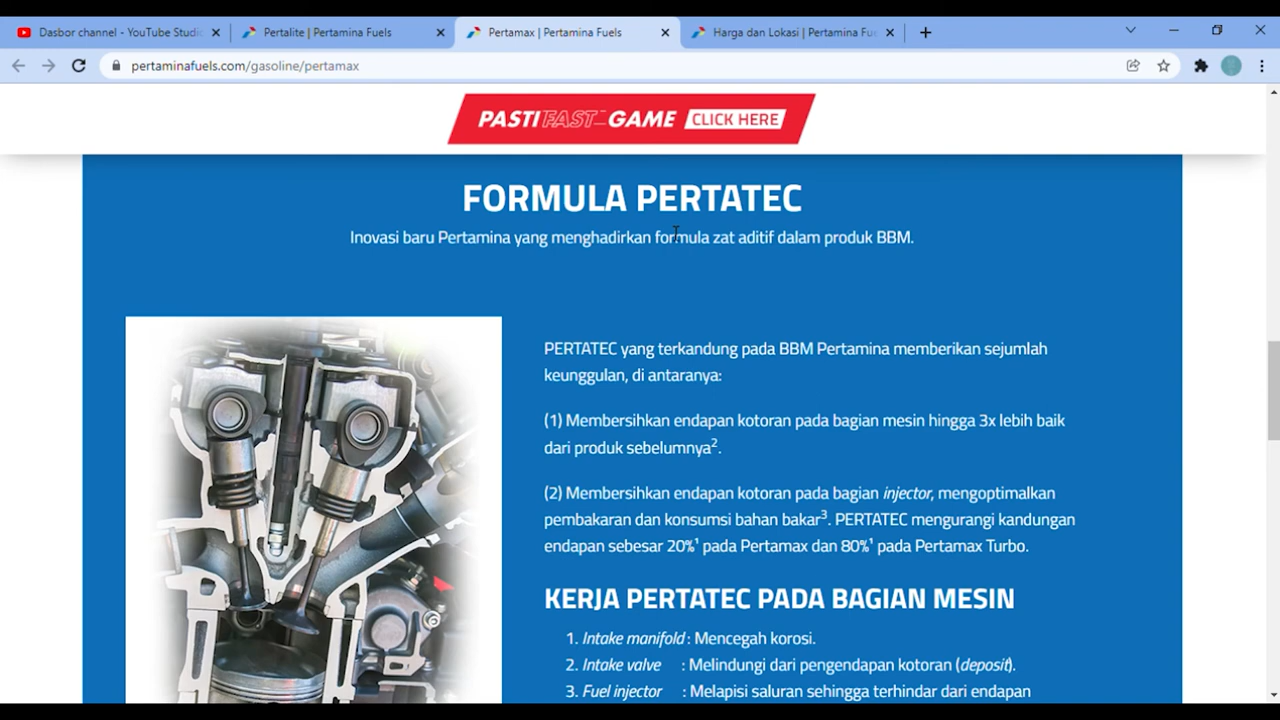 Dasbor channel - YouTube Studio
Pertalite | Pertamina Fuels
Pertamax | Pertamina Fuels
Harga dan Lokasi | Pertamina Fue
pertaminafuels.com/gasoline/pertamax
PASTI FAST GAME CLICK HERE
FORMULA PERTATEC
Inovasi baru Pertamina yang menghadirkan formula zat aditif dalam produk BBM.
PERTATEC yang terkandung pada BBM Pertamina memberikan sejumlah
keunggulan, di antaranya:
(1) Membersihkan endapan kotoran pada bagian mesin hingga 3x lebih baik
dari produk sebelumnya².
(2) Membersihkan endapan kotoran pada bagian injector, mengoptimalkan
pembakaran dan konsumsi bahan bakar³. PERTATEC mengurangi kandungan
endapan sebesar 20%¹ pada Pertamax dan 80%¹ pada Pertamax Turbo.
KERJA PERTATEC PADA BAGIAN MESIN
1. Intake manifold : Mencegah korosi.
2. Intake valve : Melindungi dari pengendapan kotoran (deposit).
3. Fuel injector : Melapisi saluran sehingga terhindar dari endapan